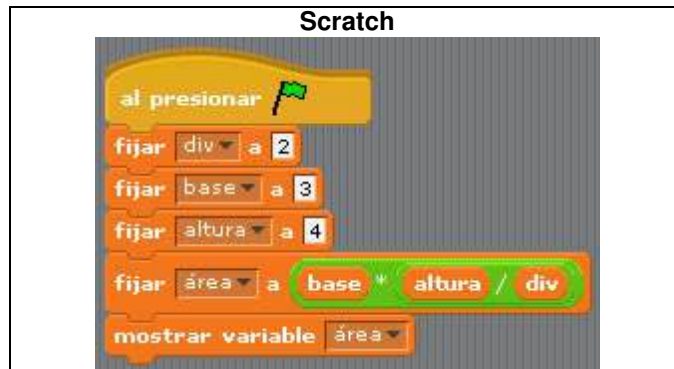 Scratch
al presionar
fijar div a 2
fijar base a 3
fijar altura a 4
fijar área a base * altura / div
mostrar variable área